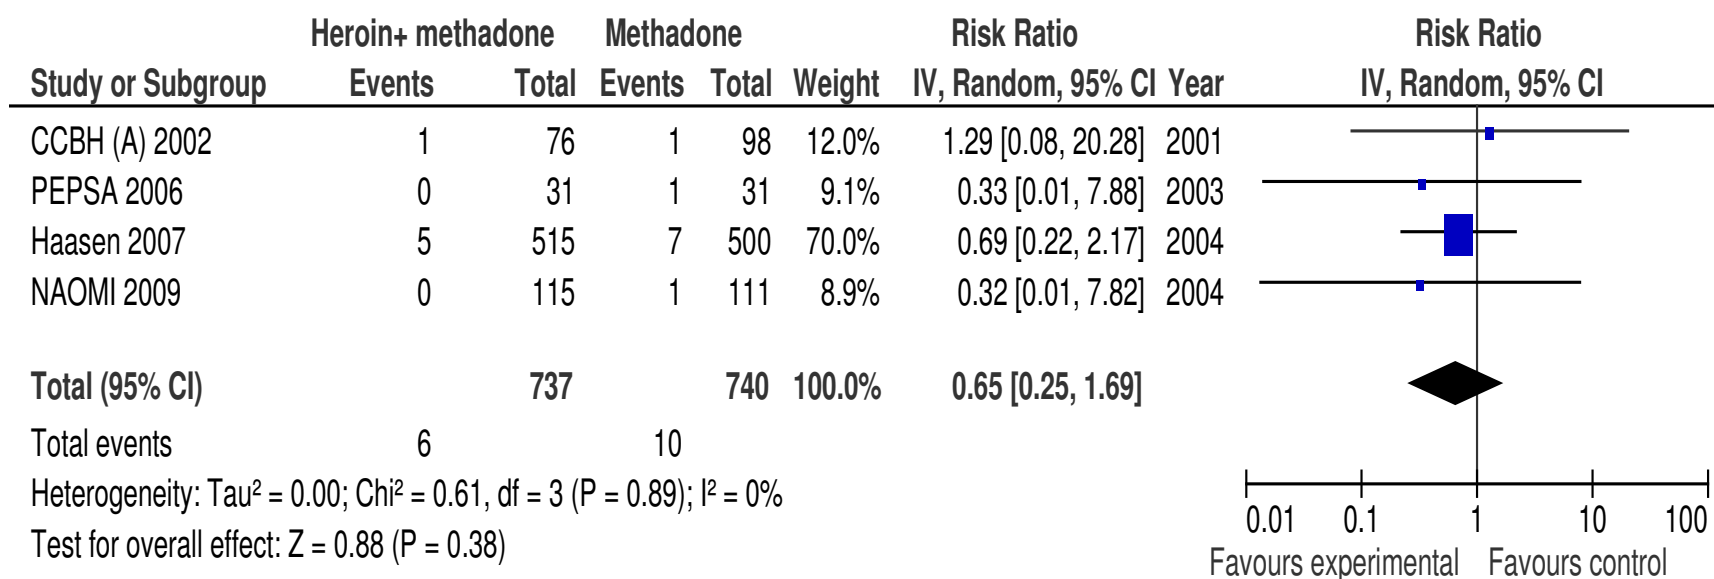 Heroin+ methadone Methadone Risk Ratio Risk Ratio
Study or Subgroup Events Total Events Total Weight IV, Random, 95% CI Year IV, Random, 95% CI
CCBH (A) 2002 1 76 1 98 12.0% 1.29 [0.08, 20.28] 2001
PEPSA 2006 0 31 1 31 9.1% 0.33 [0.01, 7.88] 2003
Haasen 2007 5 515 7 500 70.0% 0.69 [0.22, 2.17] 2004
NAOMI 2009 0 115 1 111 8.9% 0.32 [0.01, 7.82] 2004
Total (95% CI) 737 740 100.0% 0.65 [0.25, 1.69]
Total events 6 10
Heterogeneity: Tau² = 0.00; Chi² = 0.61, df = 3 (P = 0.89); I² = 0%
Test for overall effect: Z = 0.88 (P = 0.38)
0.01 0.1 1 10 100
Favours experimental Favours control